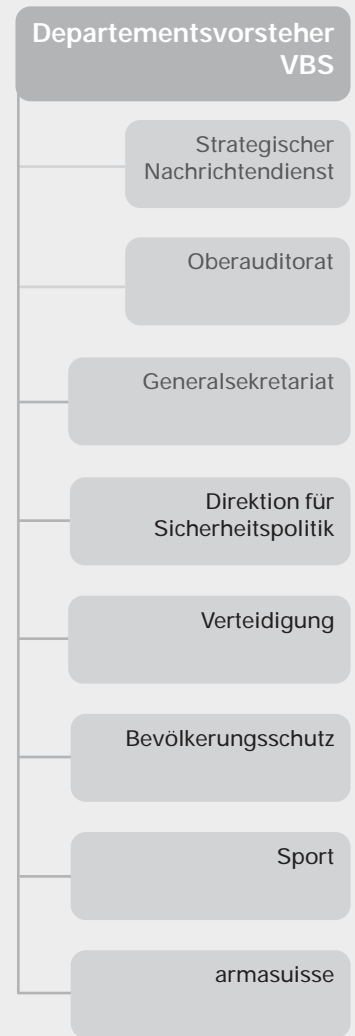 Departementsvorsteher
VBS
Strategischer
Nachrichtendienst
Oberauditorat
Generalsekretariat
Direktion für
Sicherheitspolitik
Verteidigung
Bevölkerungsschutz
Sport
armasuisse